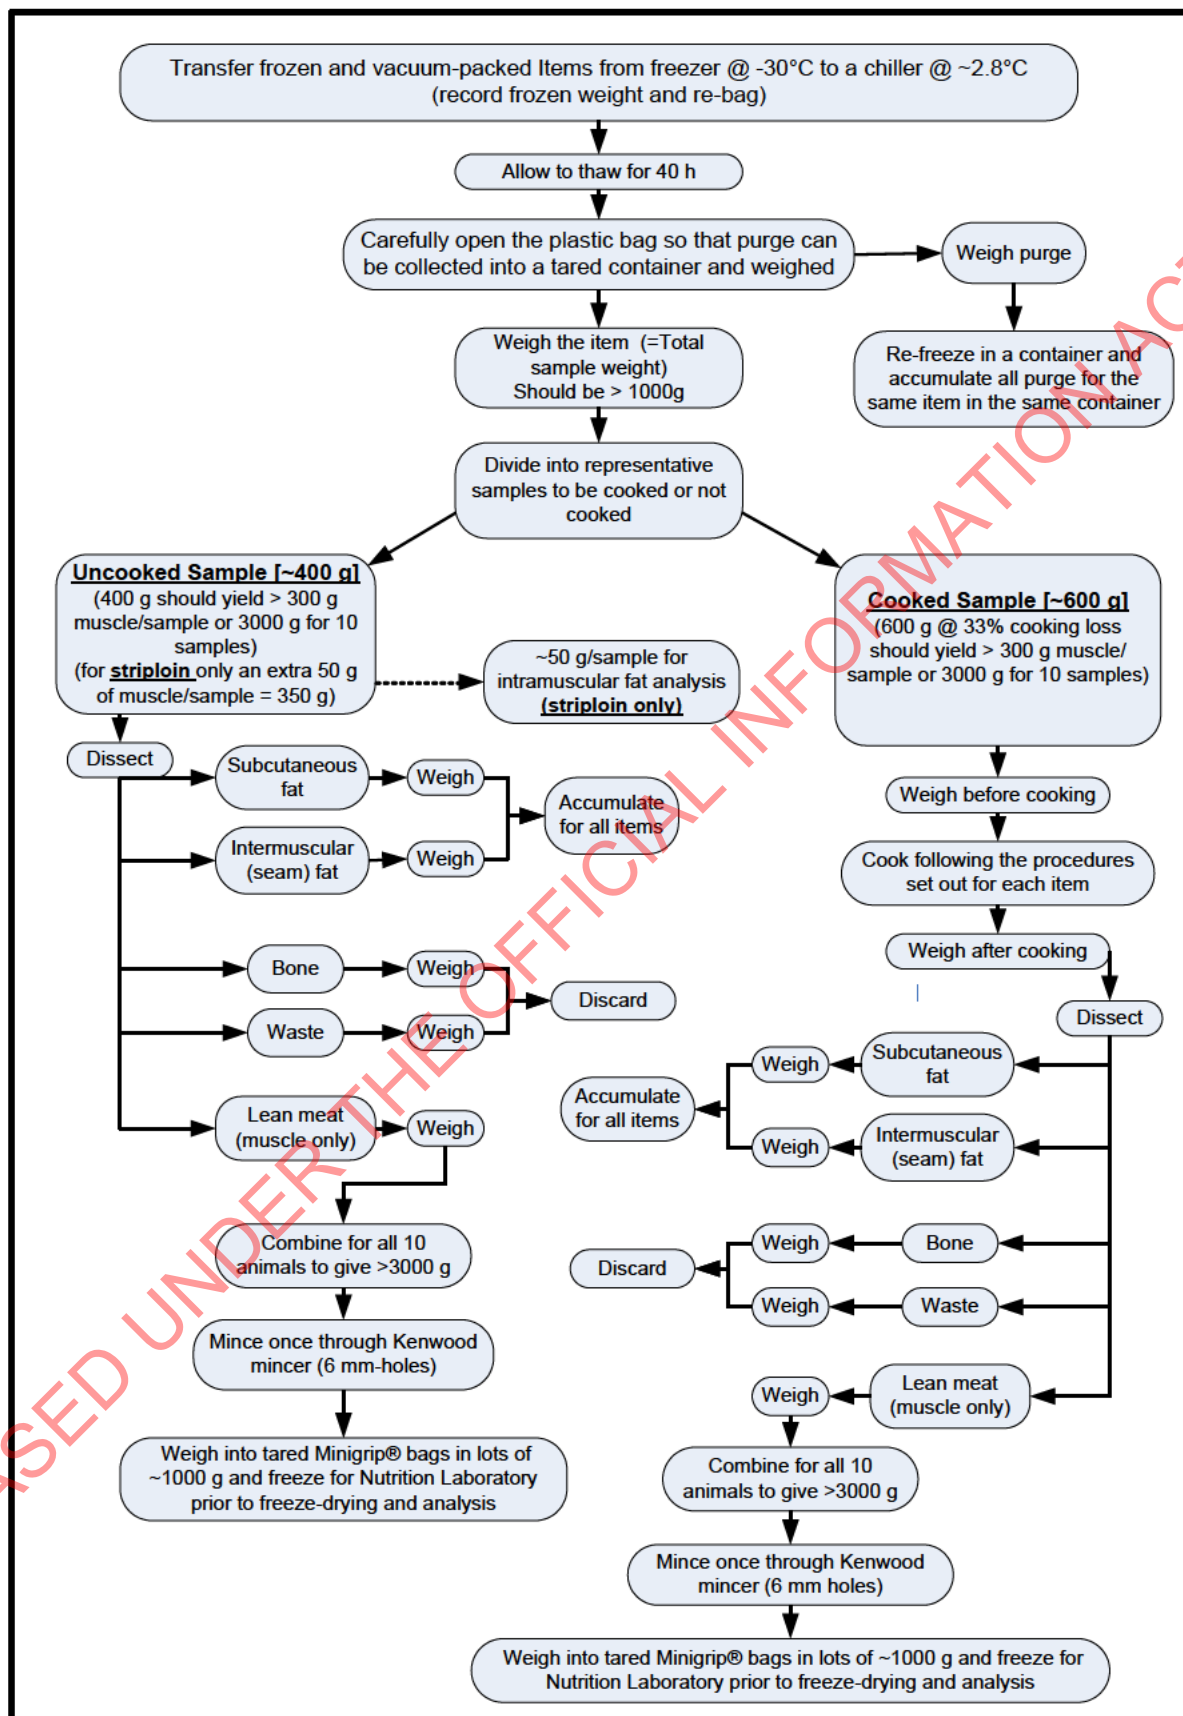 Transfer frozen and vacuum-packed Items from freezer @ -30°C to a chiller @ ~2.8°C
(record frozen weight and re-bag)
Allow to thaw for 40 h
Carefully open the plastic bag so that purge can
be collected into a tared container and weighed
Weigh purge
Weigh the item (=Total
sample weight)
Should be > 1000g
Re-freeze in a container and
accumulate all purge for the
same item in the same container
Divide into representative
samples to be cooked or not
cooked
Uncooked Sample [~400 g]
(400 g should yield > 300 g
muscle/sample or 3000 g for 10
samples)
(for striploin only an extra 50 g
of muscle/sample = 350 g)
~50 g/sample for
intramuscular fat analysis
(striploin only)
Cooked Sample [~600 g]
(600 g @ 33% cooking loss
should yield > 300 g muscle/
sample or 3000 g for 10 samples)
Dissect
Subcutaneous
fat
Weigh
Intermuscular
(seam) fat
Weigh
Accumulate
for all items
Bone
Weigh
Waste
Weigh
Discard
Lean meat
(muscle only)
Weigh
Combine for all 10
animals to give >3000 g
Mince once through Kenwood
mincer (6 mm-holes)
Weigh into tared Minigrip® bags in lots of
~1000 g and freeze for Nutrition Laboratory
prior to freeze-drying and analysis
Weigh before cooking
Cook following the procedures
set out for each item
Weigh after cooking
Dissect
Subcutaneous
fat
Weigh
Intermuscular
(seam) fat
Weigh
Accumulate
for all items
Bone
Weigh
Waste
Weigh
Discard
Lean meat
(muscle only)
Weigh
Combine for all 10
animals to give >3000 g
Mince once through Kenwood
mincer (6 mm holes)
Weigh into tared Minigrip® bags in lots of ~1000 g and freeze for
Nutrition Laboratory prior to freeze-drying and analysis
ASED UNDER THE OFFICIAL INFORMATION ACT